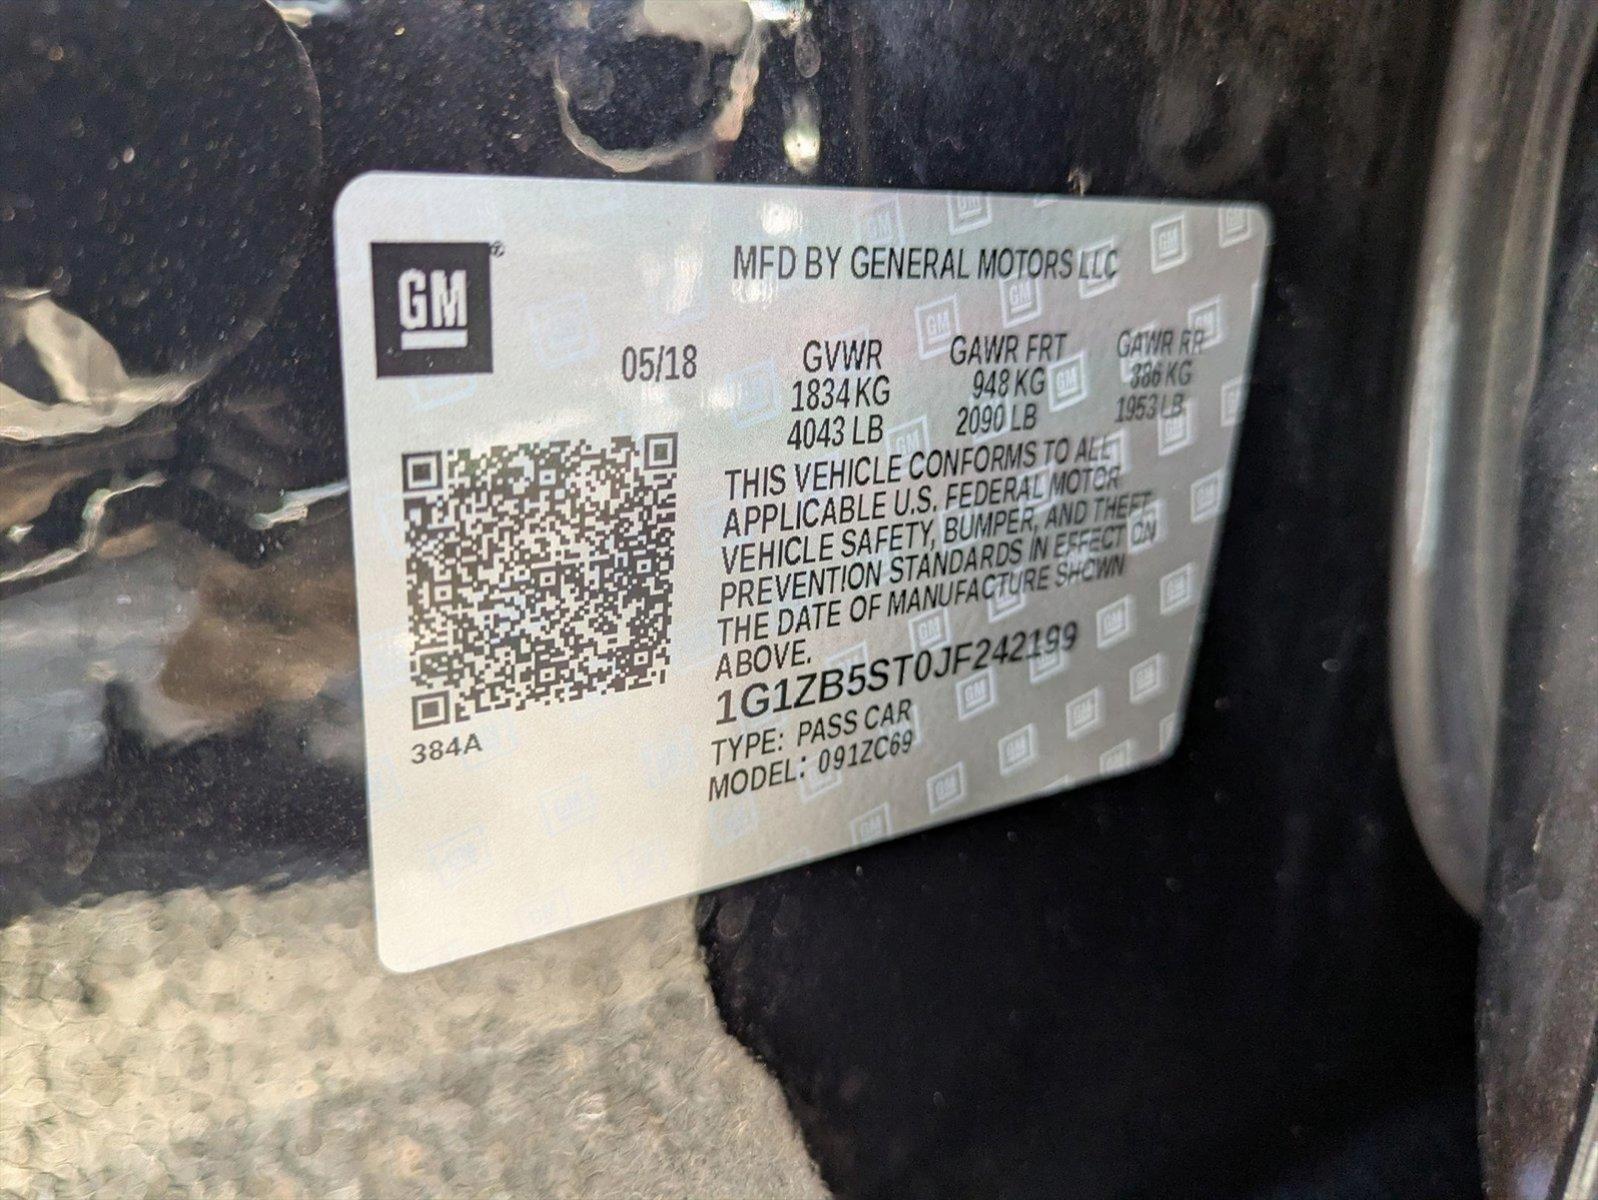 GM
MFD BY GENERAL MOTORS LLC
05/18
GVWR GAWR FRT GAWR RR
1834 KG 948 KG 886 KG
4043 LB 2090 LB 1953 LB
THIS VEHICLE CONFORMS TO ALL
APPLICABLE U.S. FEDERAL MOTOR
VEHICLE SAFETY, BUMPER, AND THEFT
PREVENTION STANDARDS IN EFFECT ON
THE DATE OF MANUFACTURE SHOWN
ABOVE.
1G1ZB5ST0JF242199
TYPE: PASS CAR
MODEL: 091ZC69
384A